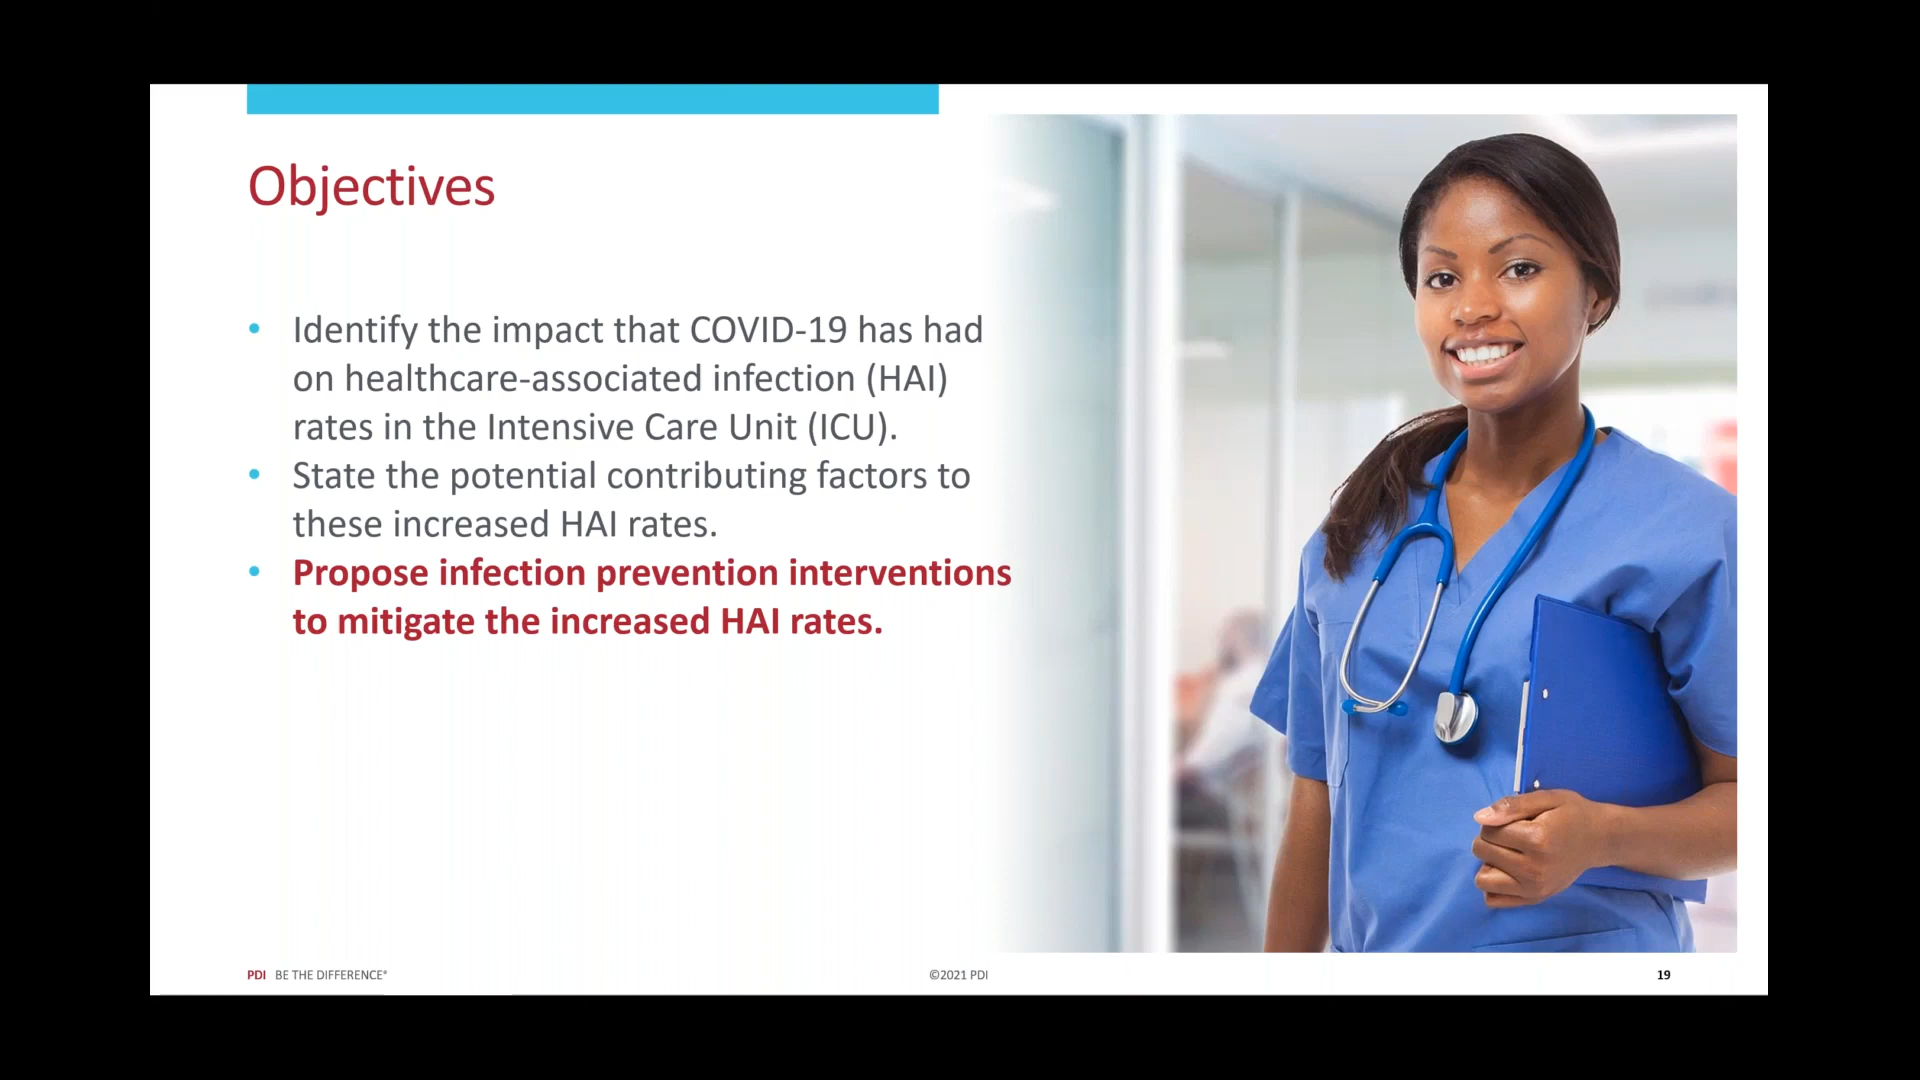 Objectives
• Identify the impact that COVID-19 has had
on healthcare-associated infection (HAI)
rates in the Intensive Care Unit (ICU).
• State the potential contributing factors to
these increased HAI rates.
• Propose infection prevention interventions
to mitigate the increased HAI rates.
PDI BE THE DIFFERENCE®
©2021 PDI
19